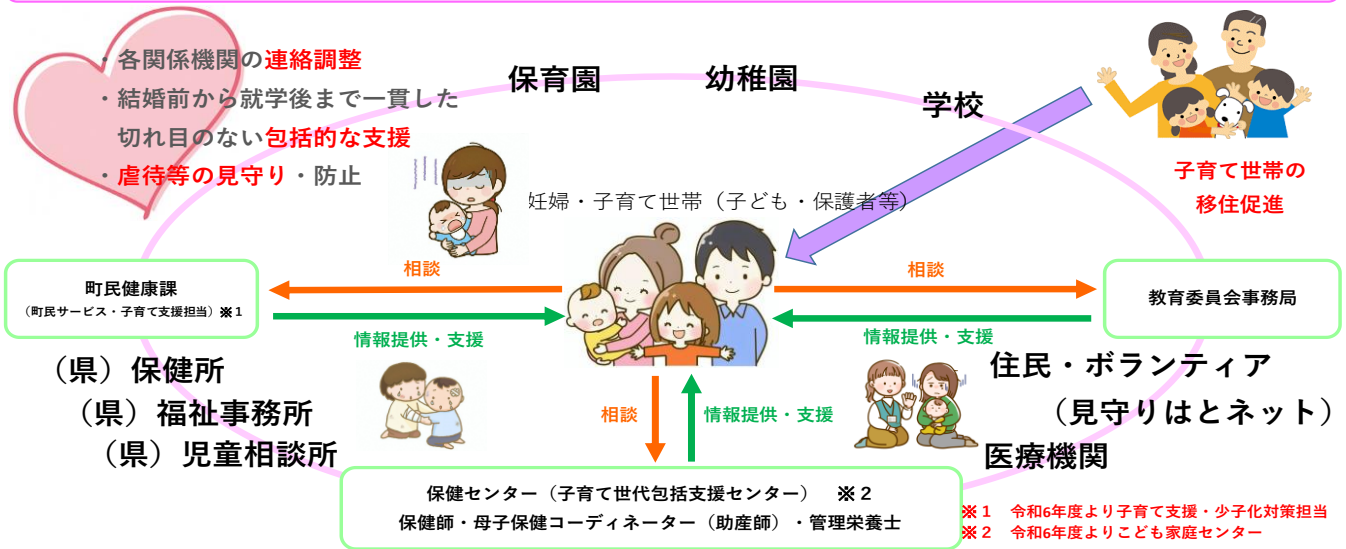 ・各関係機関の連絡調整
・結婚前から就学後まで一貫した
切れ目のない包括的な支援
・虐待等の見守り・防止
保育園
幼稚園
学校
子育て世帯の
移住促進
妊婦・子育て世帯（子ども・保護者等）
相談
相談
町民健康課
（町民サービス・子育て支援担当）※1
教育委員会事務局
情報提供・支援
情報提供・支援
（県）保健所
（県）福祉事務所
（県）児童相談所
住民・ボランティア
（見守りはとネット）
医療機関
相談
情報提供・支援
保健センター（子育て世代包括支援センター）　※２
保健師・母子保健コーディネーター（助産師）・管理栄養士
※１　令和6年度より子育て支援・少子化対策担当
※２　令和6年度よりこども家庭センター